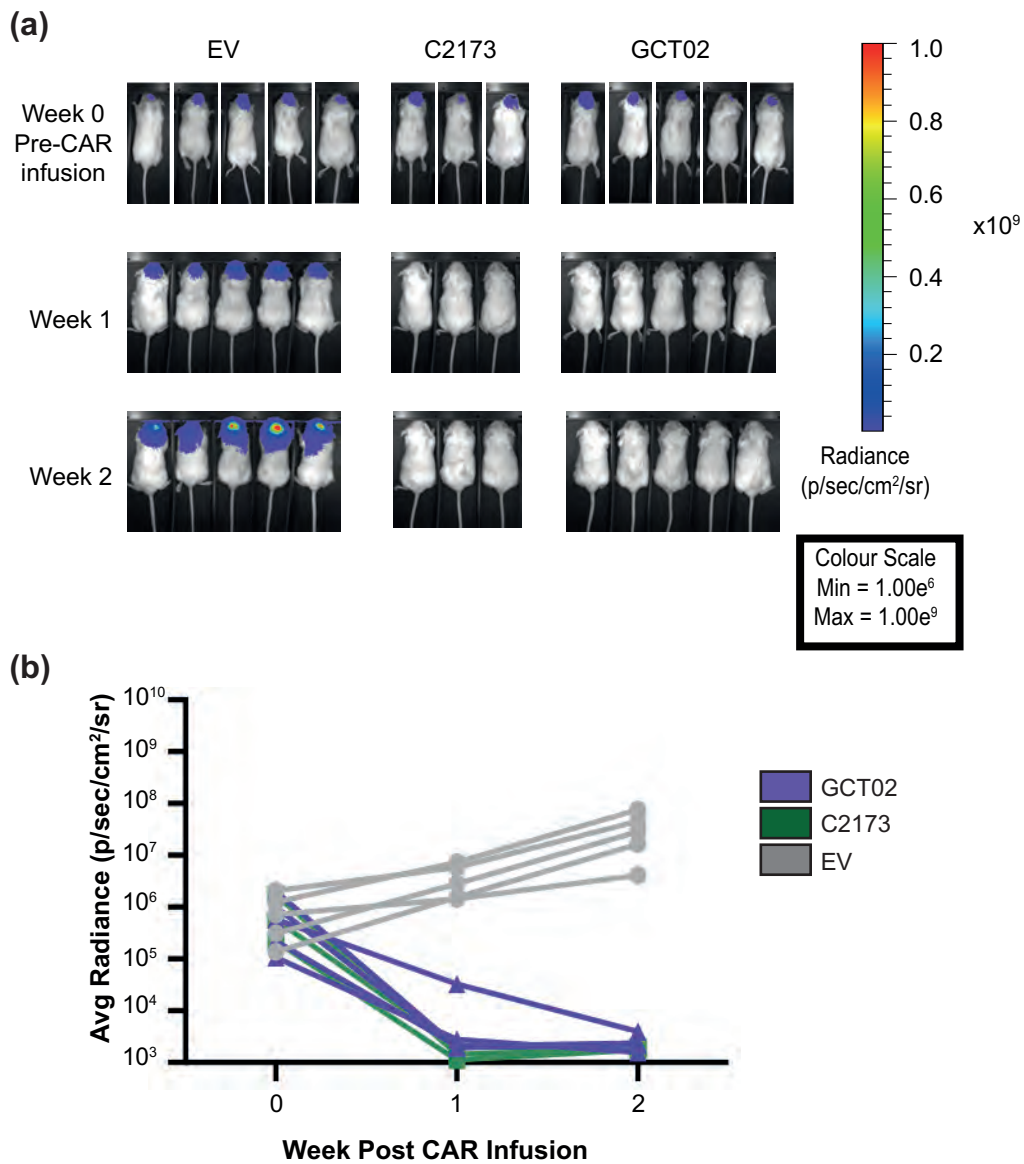 (a)
EV
C2173
GCT02
Week 0
Pre-CAR
infusion
Week 1
Week 2
1.0
0.8
0.6
0.4
0.2
x10⁹
Radiance
(p/sec/cm²/sr)
Colour Scale
Min = 1.00e⁶
Max = 1.00e⁹
(b)
Avg Radiance (p/sec/cm²/sr)
10¹⁰
10⁹
10⁸
10⁷
10⁶
10⁵
10⁴
10³
0
1
2
Week Post CAR Infusion
GCT02
C2173
EV